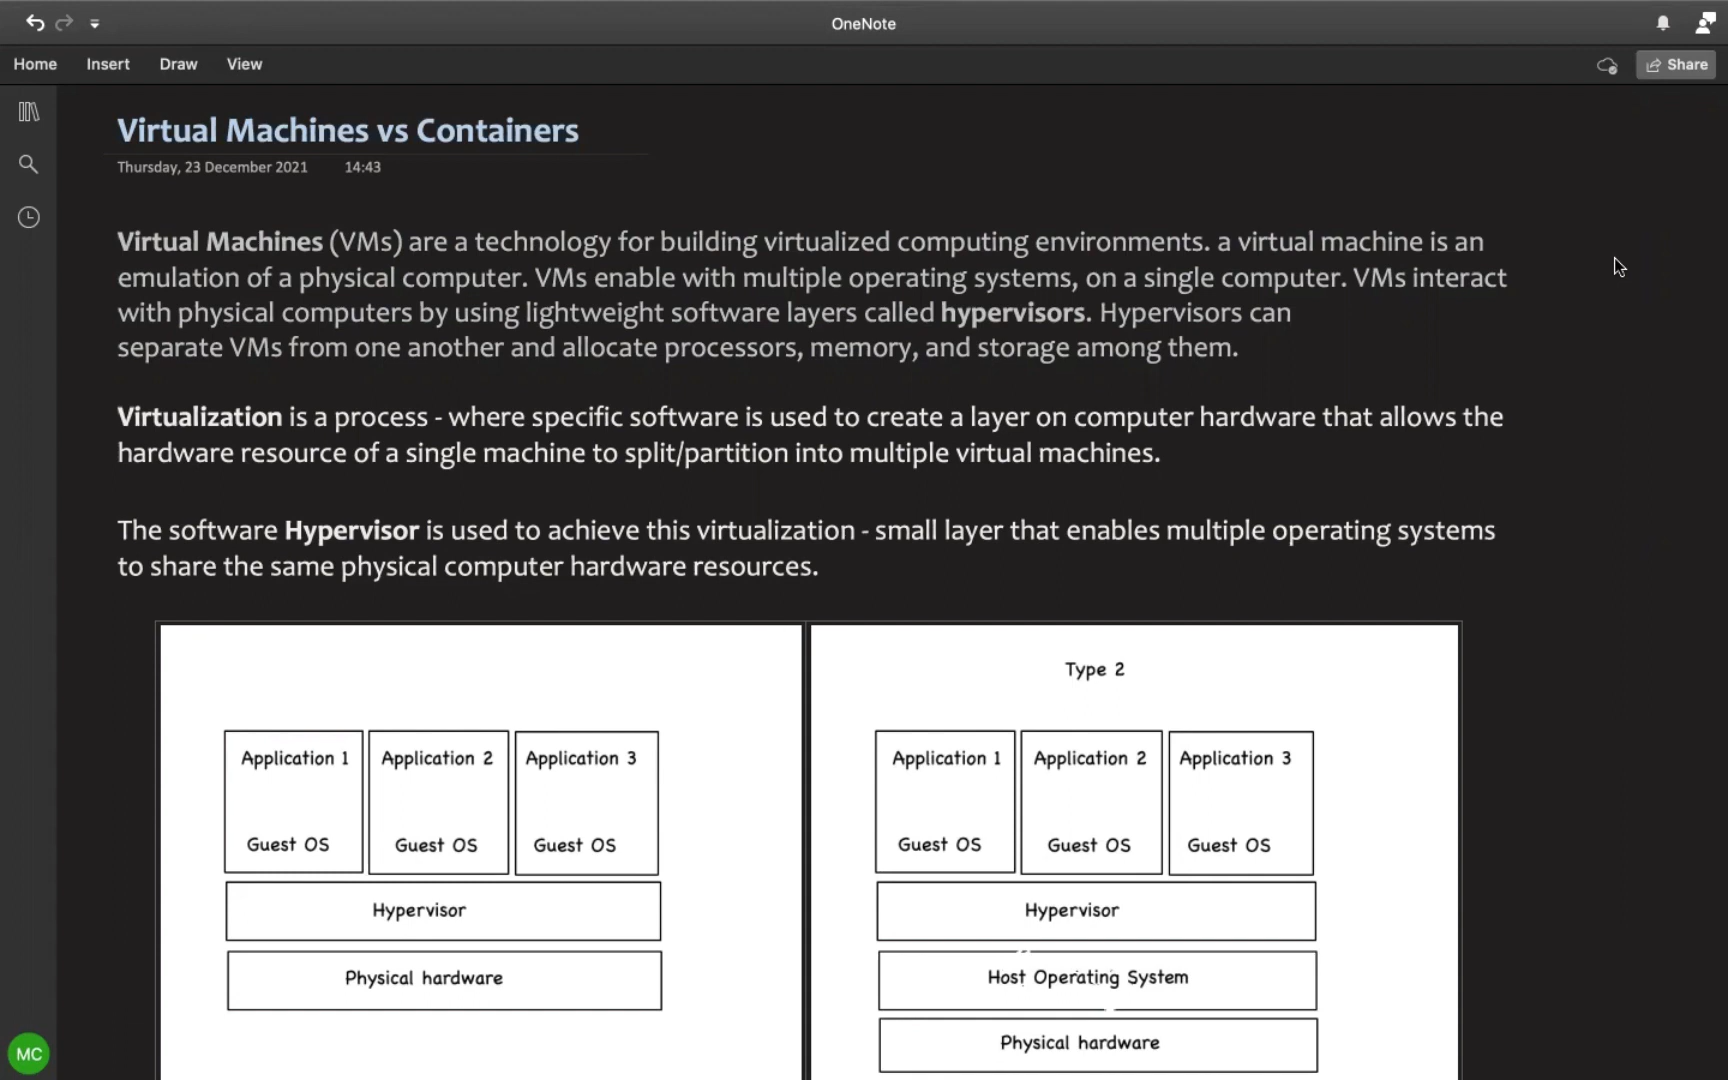 OneNote
Home Insert Draw View Share
Virtual Machines vs Containers
Thursday, 23 December 2021 14:43
Virtual Machines (VMs) are a technology for building virtualized computing environments. a virtual machine is an
emulation of a physical computer. VMs enable with multiple operating systems, on a single computer. VMs interact
with physical computers by using lightweight software layers called hypervisors. Hypervisors can
separate VMs from one another and allocate processors, memory, and storage among them.
Virtualization is a process - where specific software is used to create a layer on computer hardware that allows the
hardware resource of a single machine to split/partition into multiple virtual machines.
The software Hypervisor is used to achieve this virtualization - small layer that enables multiple operating systems
to share the same physical computer hardware resources.
Application 1 Application 2 Application 3
Guest OS Guest OS Guest OS
Hypervisor
Physical hardware
Type 2
Application 1 Application 2 Application 3
Guest OS Guest OS Guest OS
Hypervisor
Host Operating System
Physical hardware
MC